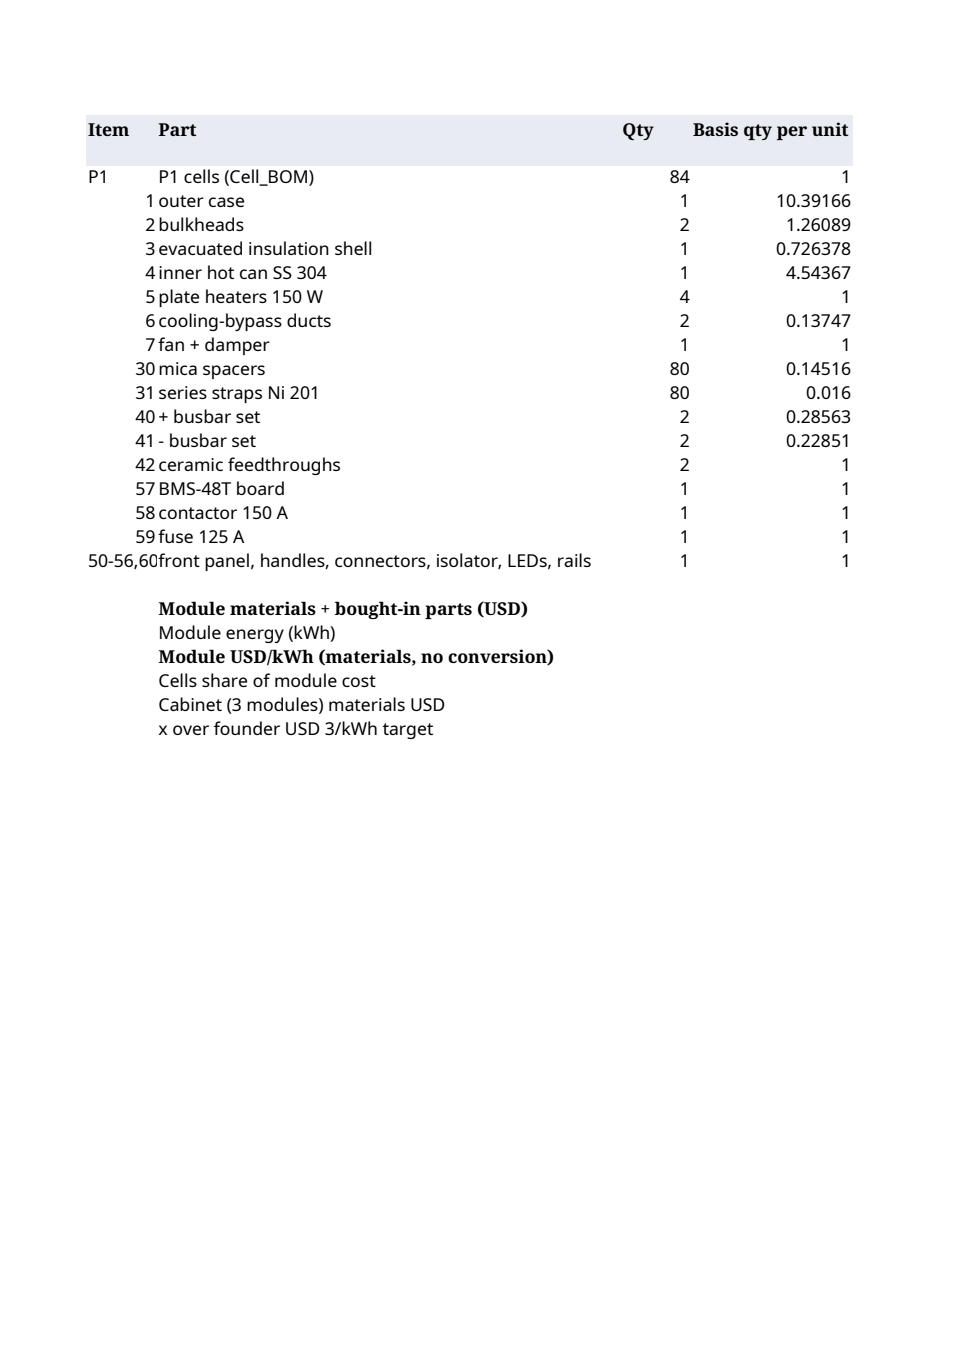 Item Part Qty Basis qty per unit
P1 P1 cells (Cell_BOM) 84 1
1 outer case 1 10.39166
2 bulkheads 2 1.26089
3 evacuated insulation shell 1 0.726378
4 inner hot can SS 304 1 4.54367
5 plate heaters 150 W 4 1
6 cooling-bypass ducts 2 0.13747
7 fan + damper 1 1
30 mica spacers 80 0.14516
31 series straps Ni 201 80 0.016
40 + busbar set 2 0.28563
41 - busbar set 2 0.22851
42 ceramic feedthroughs 2 1
57 BMS-48T board 1 1
58 contactor 150 A 1 1
59 fuse 125 A 1 1
50-56,60 front panel, handles, connectors, isolator, LEDs, rails 1 1
Module materials + bought-in parts (USD)
Module energy (kWh)
Module USD/kWh (materials, no conversion)
Cells share of module cost
Cabinet (3 modules) materials USD
x over founder USD 3/kWh target